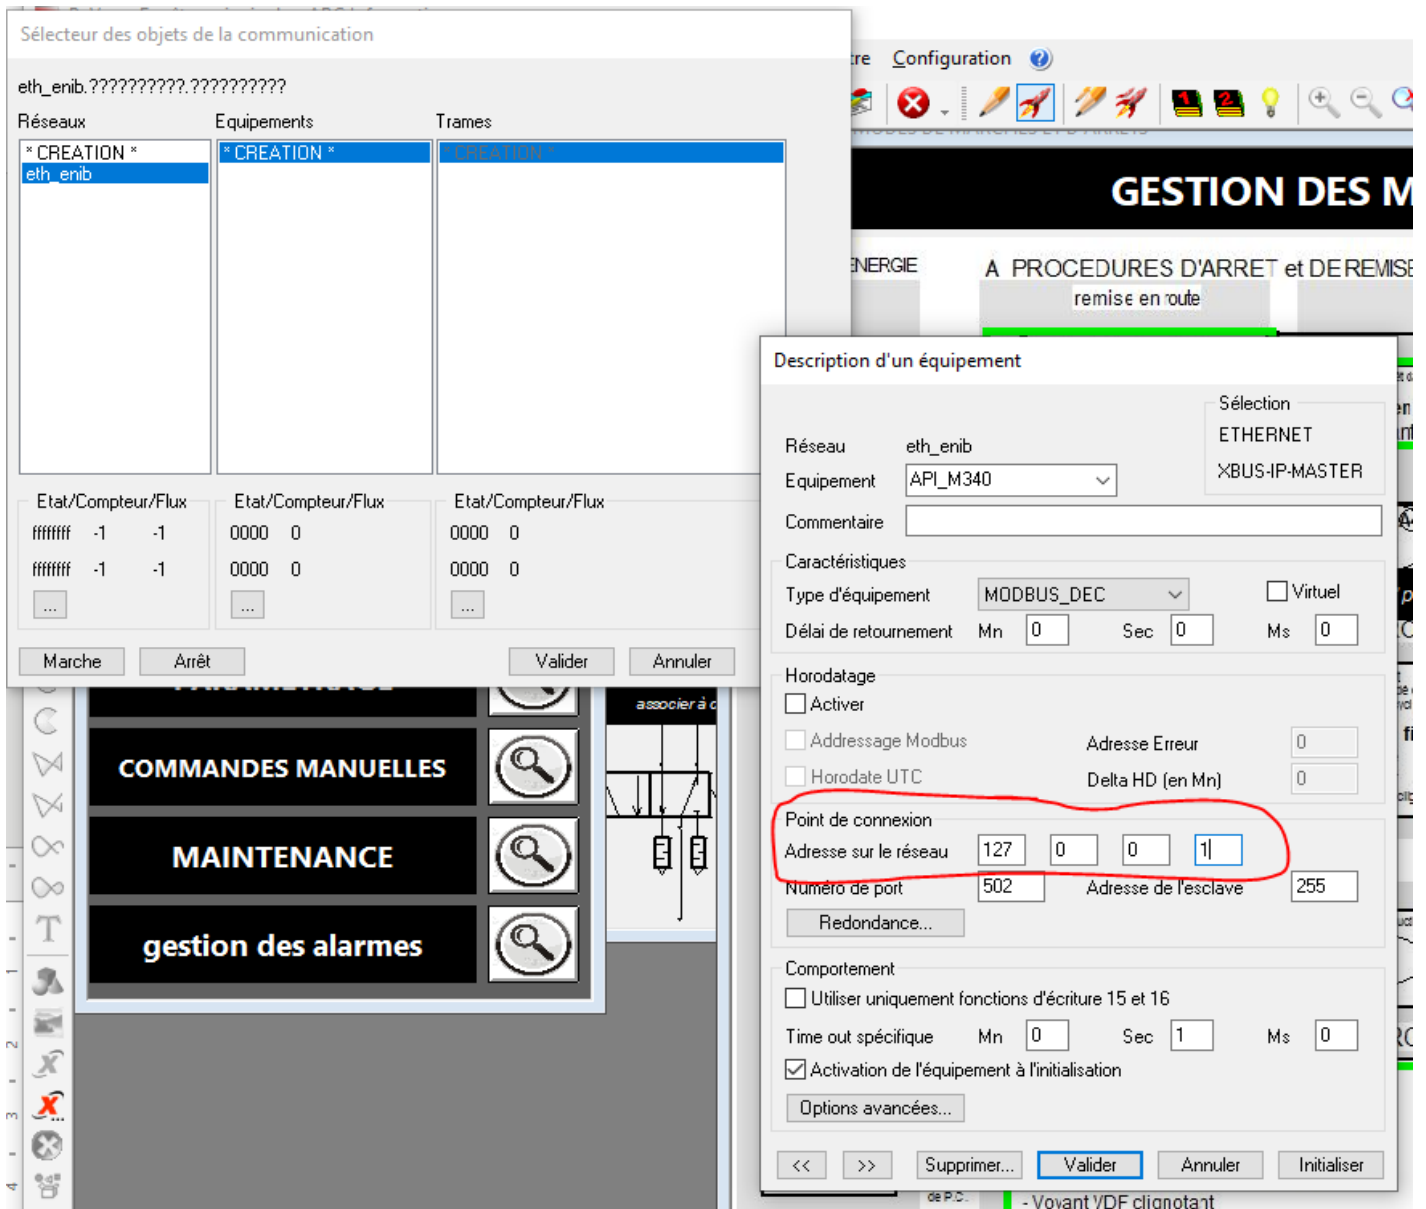 Sélecteur des objets de la communication
eth_enib.??????????.??????????
Réseaux
Equipements
Trames
* CREATION *
* CREATION *
* CREATION *
eth_enib
Etat/Compteur/Flux
Etat/Compteur/Flux
Etat/Compteur/Flux
ffffffff -1 -1
0000 0
0000 0
ffffffff -1 -1
0000 0
0000 0
...
...
...
Marche
Arrêt
Valider
Annuler
Configuration
GESTION DES M
A PROCEDURES D'ARRET et DE REMISE
remise en route
Description d'un équipement
Sélection
ETHERNET
XBUS-IP-MASTER
Réseau eth_enib
Equipement API_M340
Commentaire
Caractéristiques
Type d'équipement MODBUS_DEC
Virtuel
Délai de retournement Mn 0 Sec 0 Ms 0
Horodatage
Activer
Addressage Modbus
Adresse Erreur 0
Horodate UTC
Delta HD (en Mn) 0
Point de connexion
Adresse sur le réseau 127 0 0 1
Numéro de port 502
Adresse de l'esclave 255
Redondance...
Comportement
Utiliser uniquement fonctions d'écriture 15 et 16
Time out spécifique Mn 0 Sec 1 Ms 0
Activation de l'équipement à l'initialisation
Options avancées...
<< >> Supprimer... Valider Annuler Initialiser
associer à
COMMANDES MANUELLES
MAINTENANCE
gestion des alarmes
de P.C.
- Voyant VDF clignotant